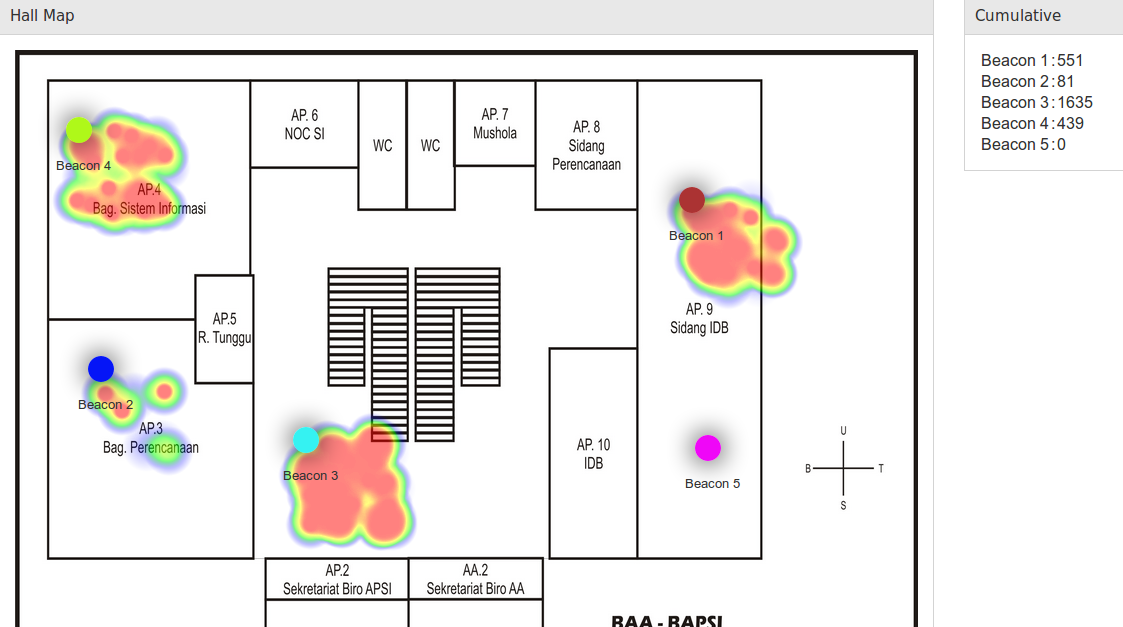 Hall Map
Cumulative
Beacon 1:551
Beacon 2:81
Beacon 3:1635
Beacon 4:439
Beacon 5:0
AP. 6
NOC SI
WC
WC
AP. 7
Mushola
AP. 8
Sidang
Perencanaan
Beacon 4
AP.4
Bag. Sistem Informasi
Beacon 1
AP. 9
Sidang IDB
AP.5
R. Tunggu
Beacon 2
AP.3
Bag. Perencanaan
Beacon 3
AP. 10
IDB
Beacon 5
U
B
T
S
AP.2
Sekretariat Biro APSI
AA.2
Sekretariat Biro AA
BAA - BAPSI